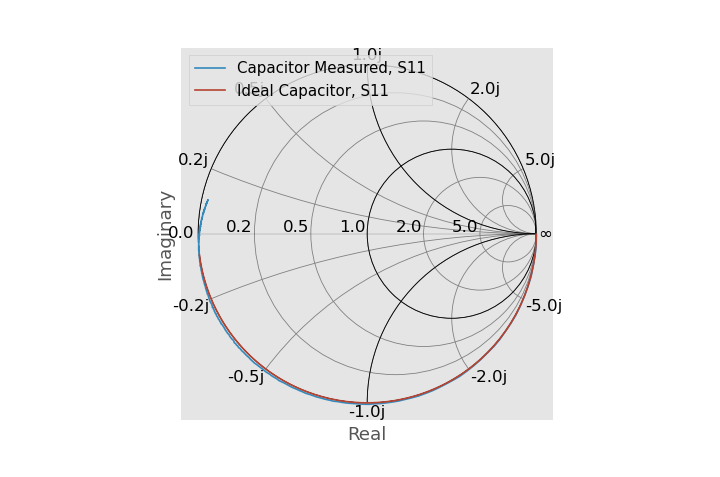 1.0j
Capacitor Measured, S11
0.5j
2.0j
Ideal Capacitor, S11
0.2j
5.0j
0.0
0.2
0.5
1.0
2.0
5.0
∞
Imaginary
-0.2j
-5.0j
-0.5j
-2.0j
-1.0j
Real